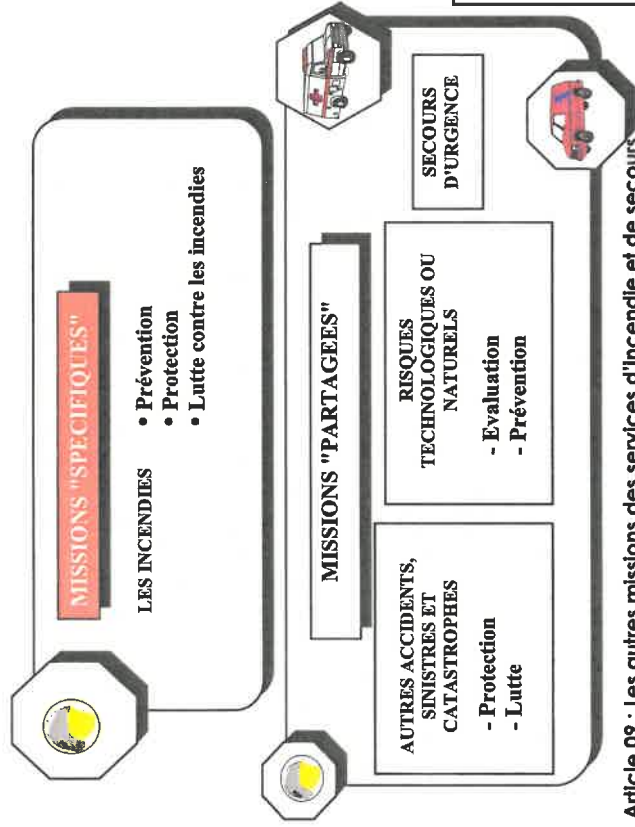 MISSIONS "SPECIFIQUES"
LES INCENDIES
• Prévention
• Protection
• Lutte contre les incendies
MISSIONS "PARTAGEES"
AUTRES ACCIDENTS,
SINISTRES ET
CATASTROPHES
- Protection
- Lutte
RISQUES
TECHNOLOGIQUES OU
NATURELS
- Evaluation
- Prévention
SECOURS
D'URGENCE
Article 09 : Les autres missions des services d'incendie et de secours